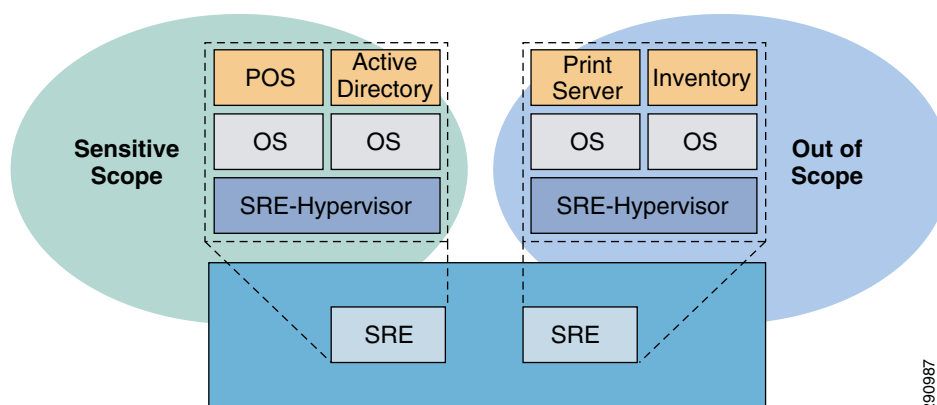 POS
Active
Directory
OS
OS
SRE-Hypervisor
Sensitive
Scope
Print
Server
Inventory
OS
OS
SRE-Hypervisor
Out of
Scope
SRE
SRE
290987